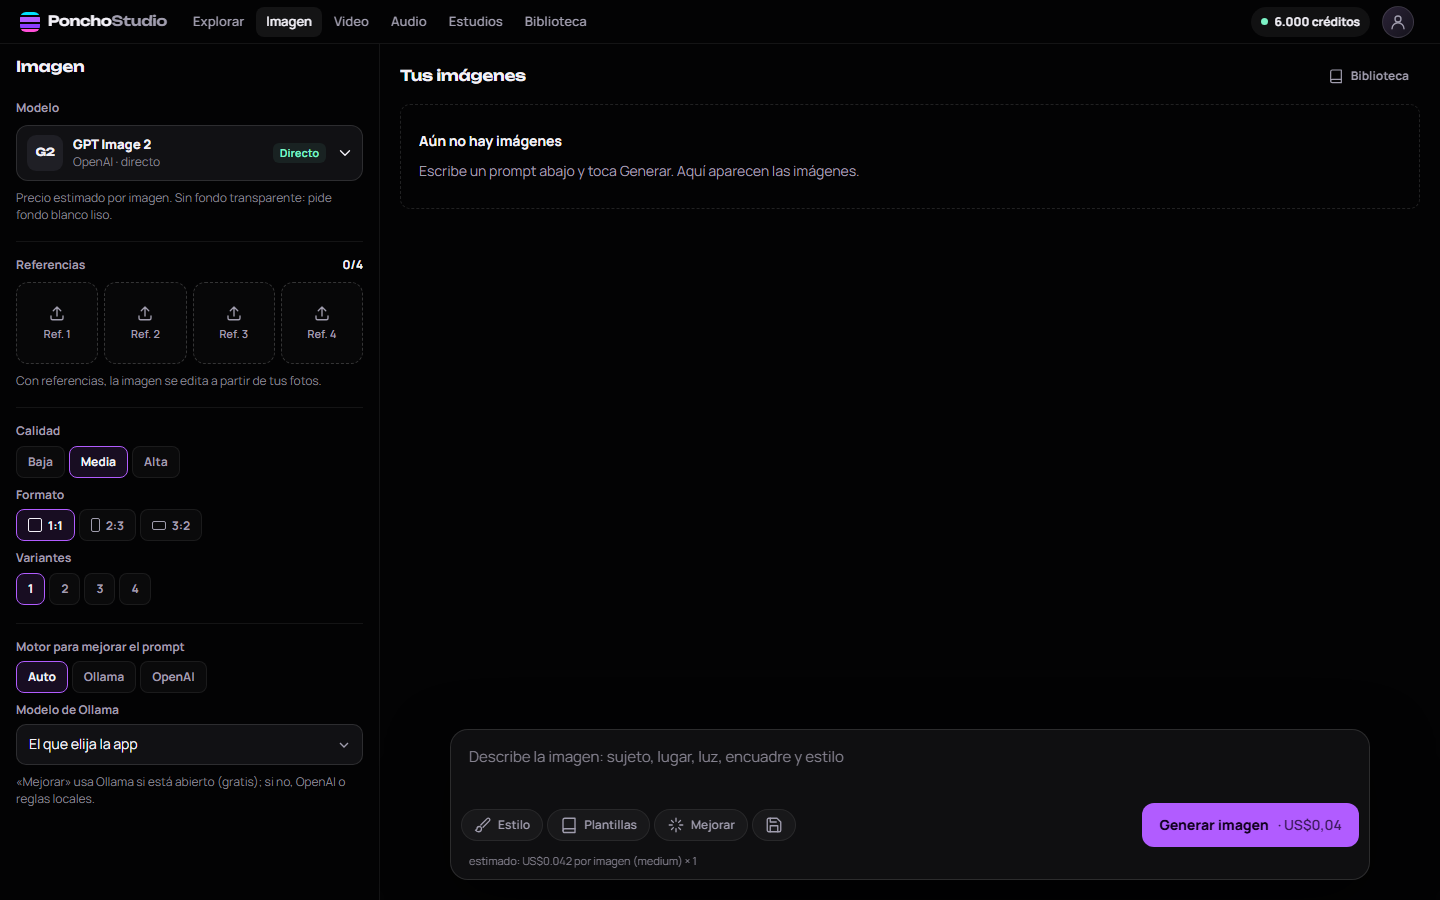 PonchoStudio
Explorar
Imagen
Video
Audio
Estudios
Biblioteca
6.000 créditos
Imagen
Modelo
G2
GPT Image 2
OpenAI · directo
Directo
Precio estimado por imagen. Sin fondo transparente: pide
fondo blanco liso.
Referencias
0/4
Ref. 1
Ref. 2
Ref. 3
Ref. 4
Con referencias, la imagen se edita a partir de tus fotos.
Calidad
Baja
Media
Alta
Formato
1:1
2:3
3:2
Variantes
1
2
3
4
Motor para mejorar el prompt
Auto
Ollama
OpenAI
Modelo de Ollama
El que elija la app
«Mejorar» usa Ollama si está abierto (gratis); si no, OpenAI o
reglas locales.
Tus imágenes
Biblioteca
Aún no hay imágenes
Escribe un prompt abajo y toca Generar. Aquí aparecen las imágenes.
Describe la imagen: sujeto, lugar, luz, encuadre y estilo
Estilo
Plantillas
Mejorar
Generar imagen · US$0,04
estimado: US$0.042 por imagen (medium) × 1